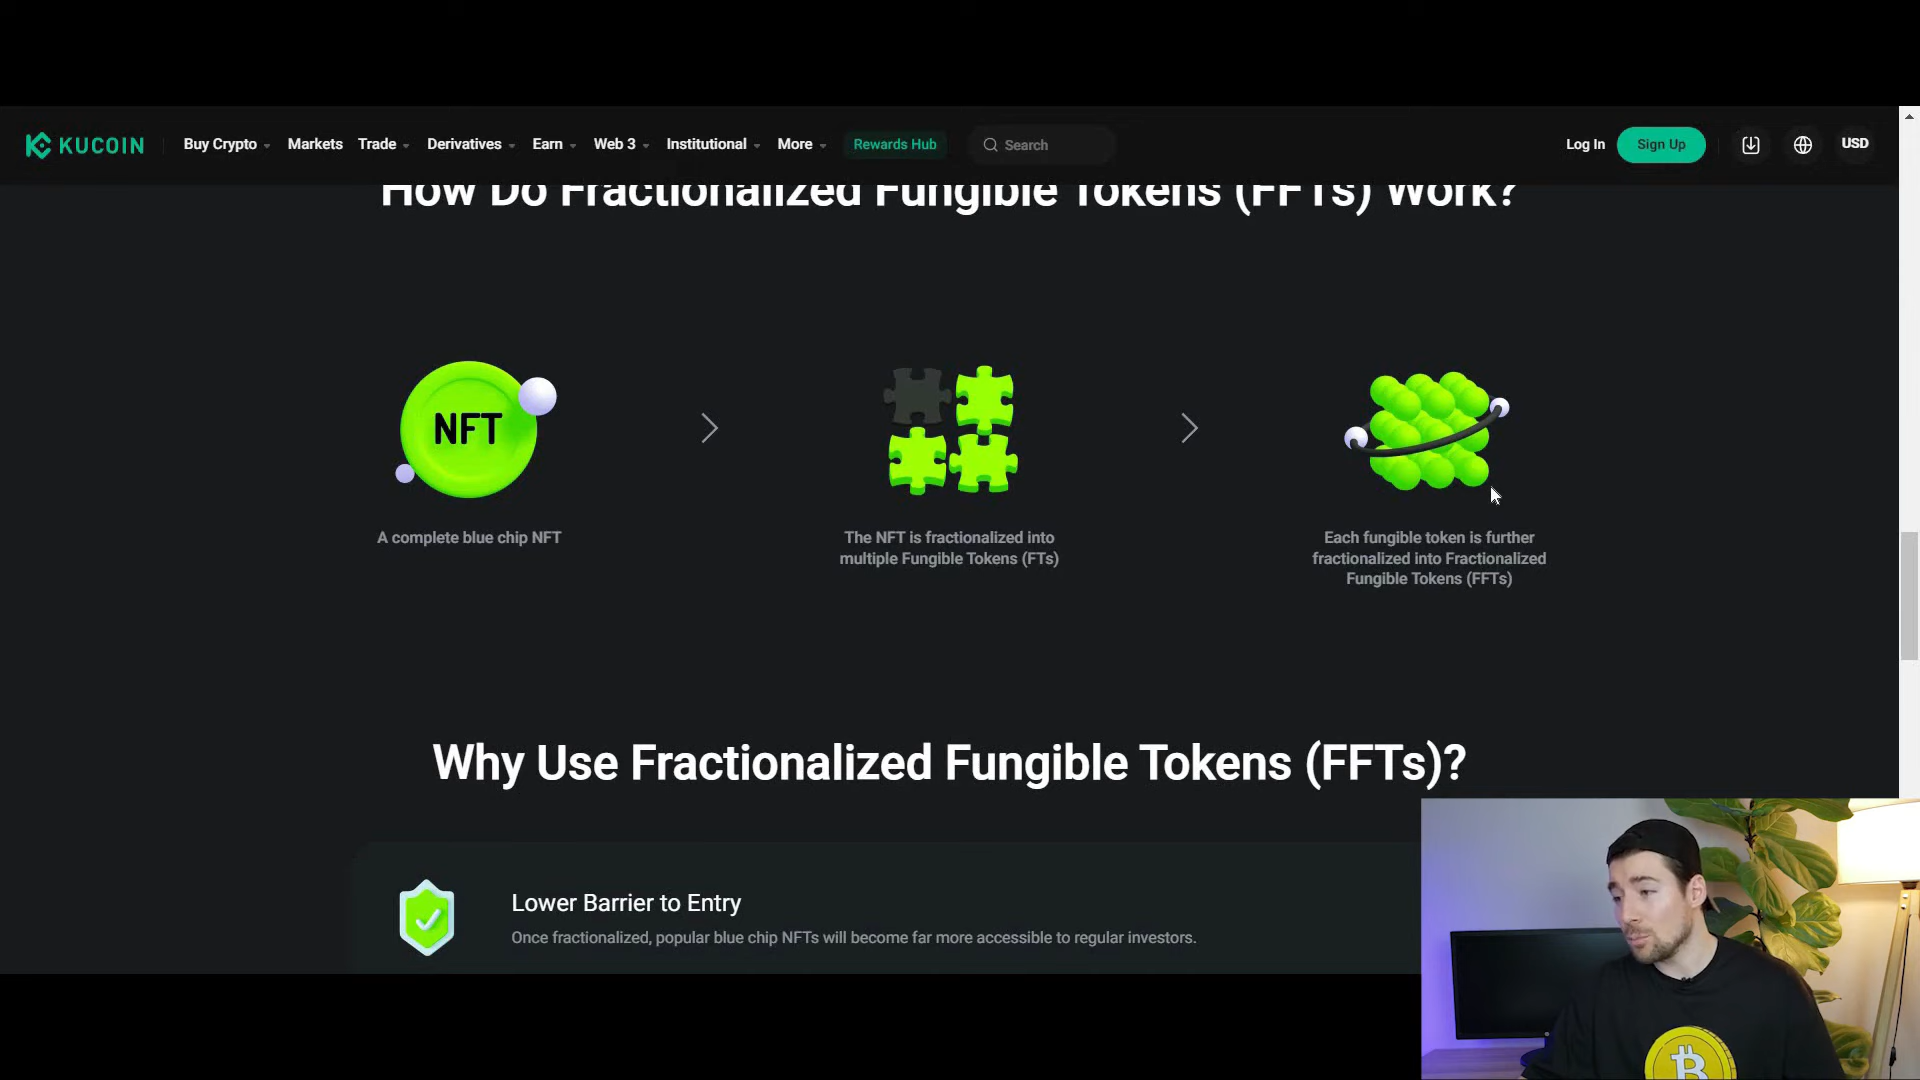 KUCOIN
Buy Crypto
Markets
Trade
Derivatives
Earn
Web 3
Institutional
More
Rewards Hub
Search
Log In
Sign Up
USD
How Do Fractionalized Fungible Tokens (FFTs) Work?
NFT
A complete blue chip NFT
The NFT is fractionalized into
multiple Fungible Tokens (FTs)
Each fungible token is further
fractionalized into Fractionalized
Fungible Tokens (FFTs)
Why Use Fractionalized Fungible Tokens (FFTs)?
Lower Barrier to Entry
Once fractionalized, popular blue chip NFTs will become far more accessible to regular investors.